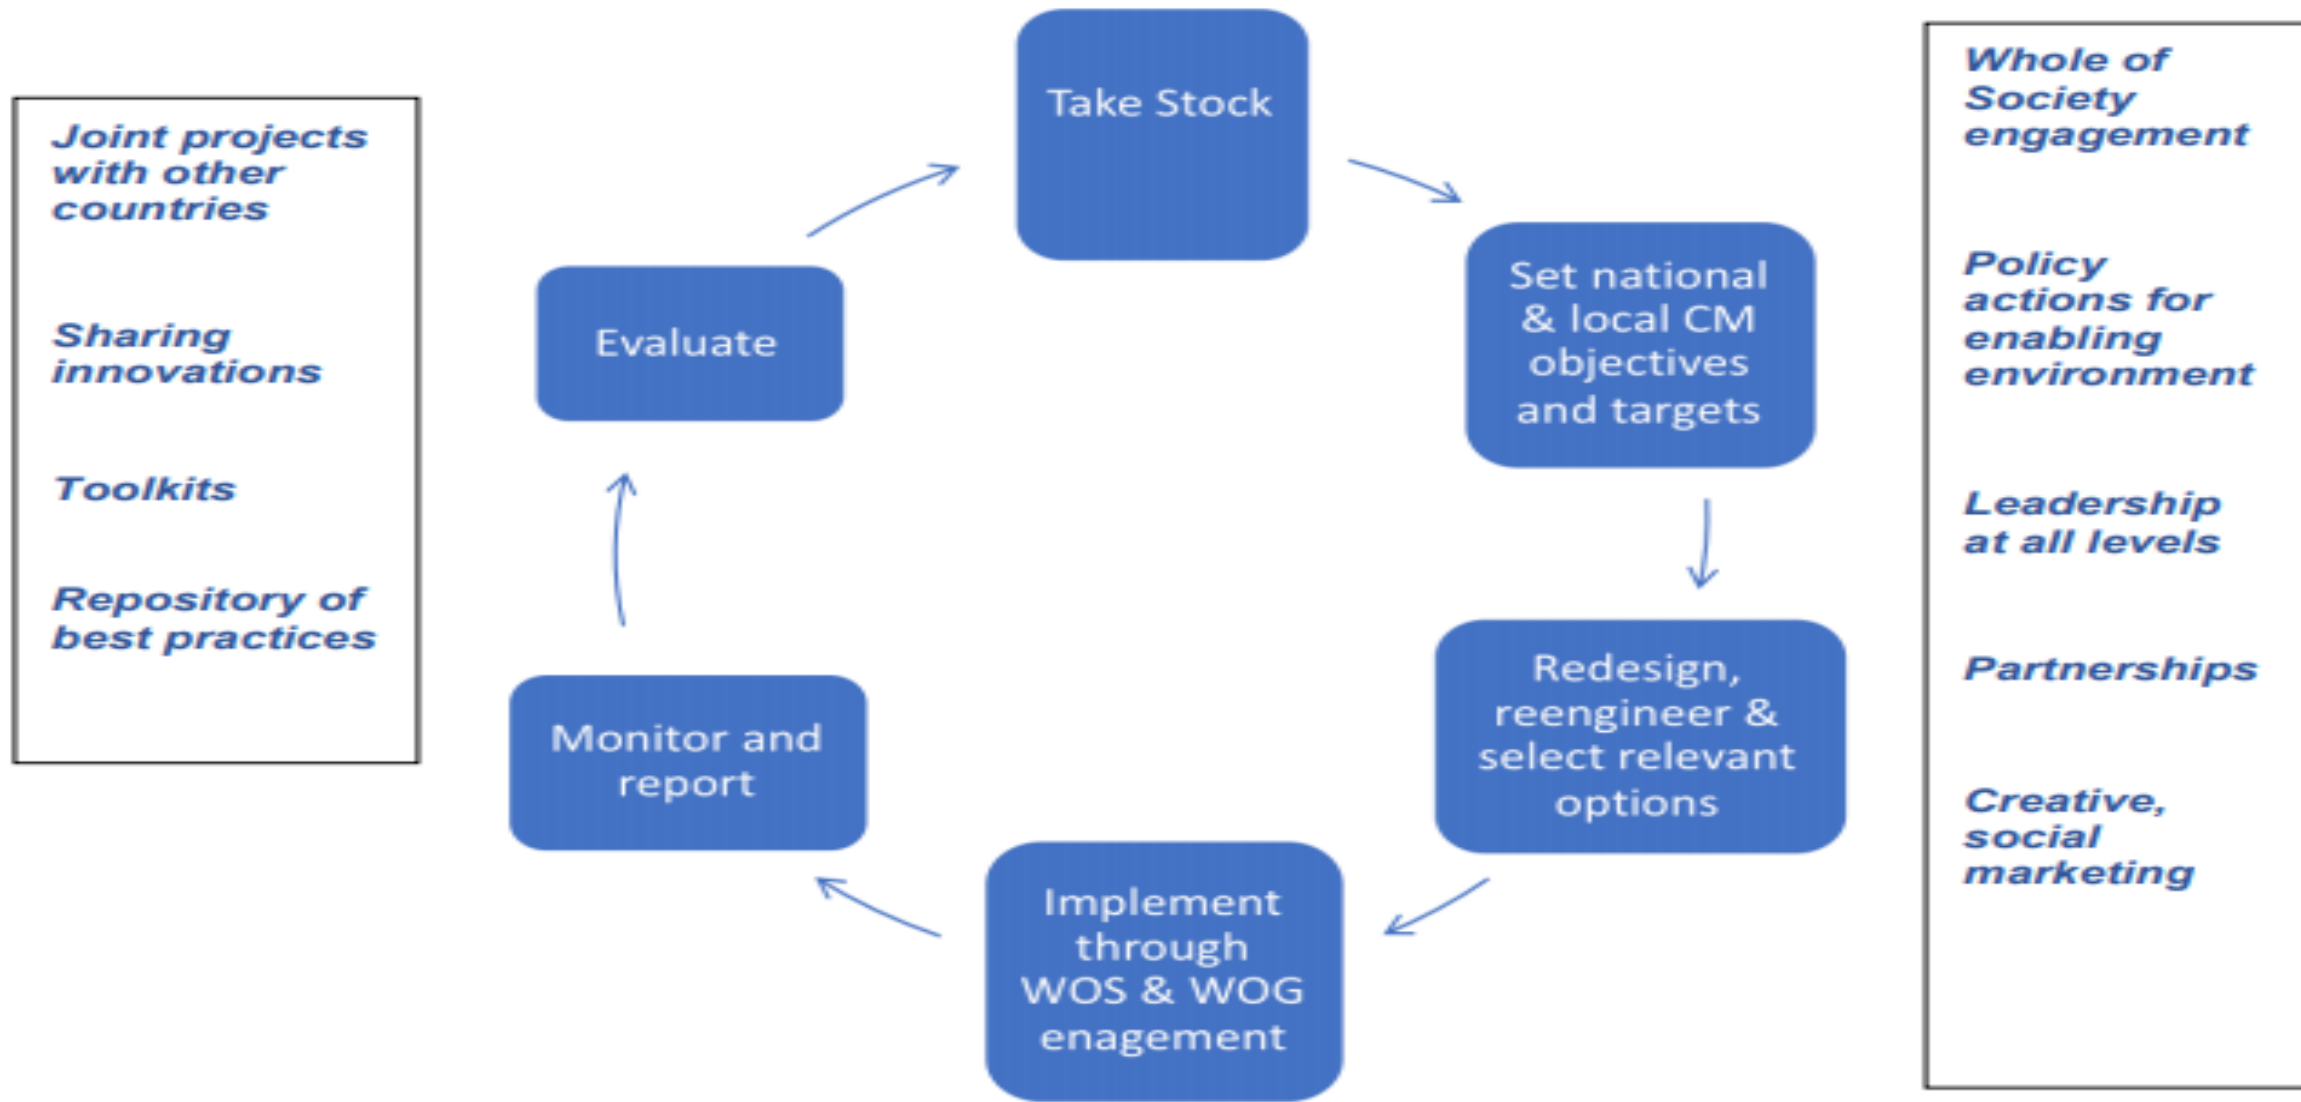 Joint projects
with other
countries
Sharing
innovations
Toolkits
Repository of
best practices
Take Stock
Set national
& local CM
objectives
and targets
Redesign,
reengineer &
select relevant
options
Implement
through
WOS & WOG
enagement
Monitor and
report
Evaluate
Whole of
Society
engagement
Policy
actions for
enabling
environment
Leadership
at all levels
Partnerships
Creative,
social
marketing